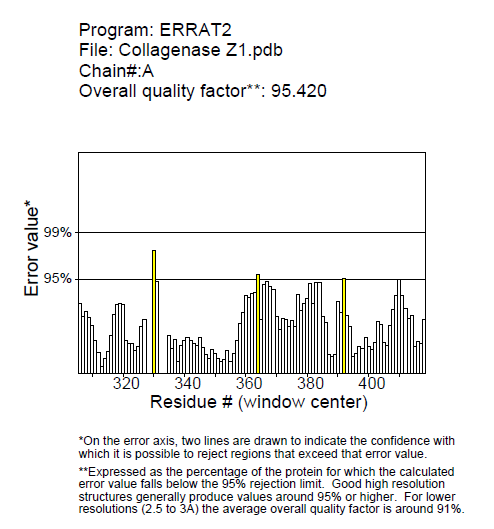 Program: ERRAT2
File: Collagenase Z1.pdb
Chain#:A
Overall quality factor**: 95.420
Error value*
99%
95%
320 340 360 380 400
Residue # (window center)
*On the error axis, two lines are drawn to indicate the confidence with
which it is possible to reject regions that exceed that error value.
**Expressed as the percentage of the protein for which the calculated
error value falls below the 95% rejection limit. Good high resolution
structures generally produce values around 95% or higher. For lower
resolutions (2.5 to 3A) the average overall quality factor is around 91%.